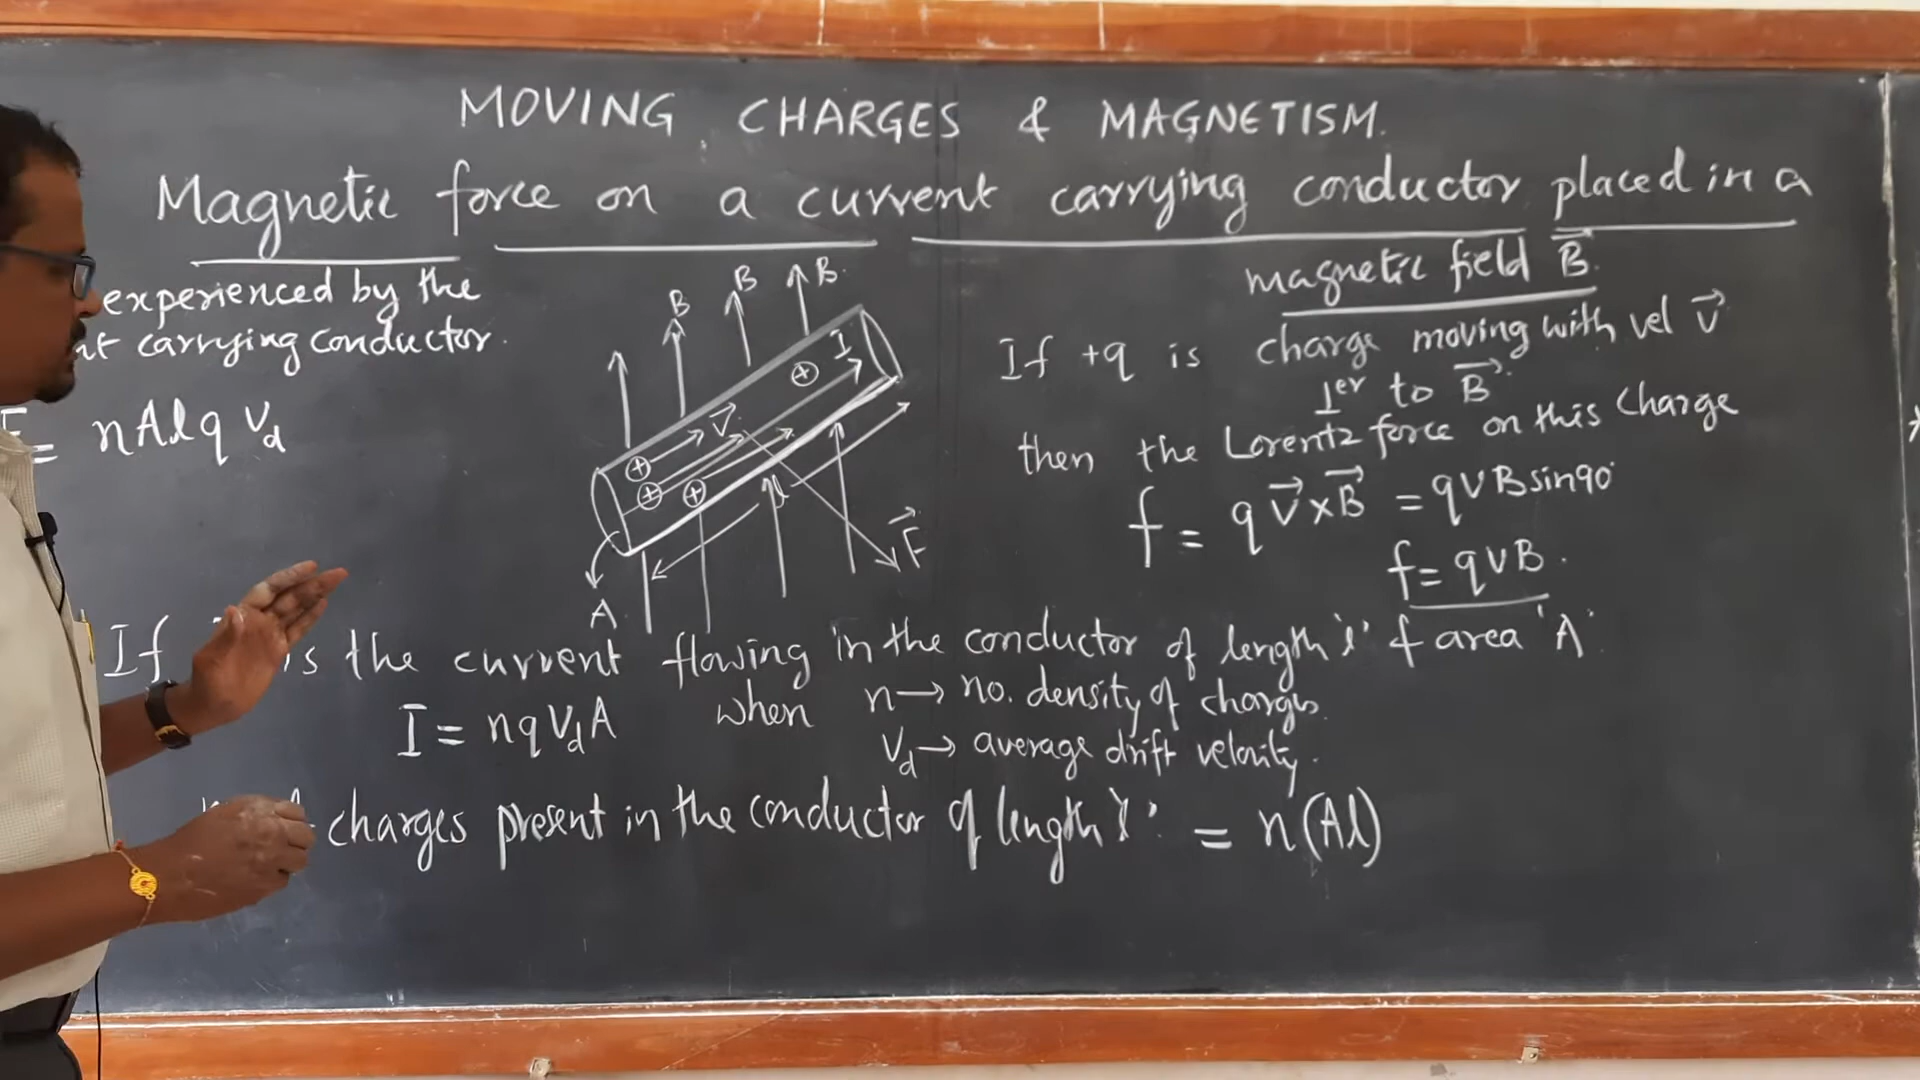 MOVING CHARGES & MAGNETISM.
Magnetic force on a current carrying conductor placed in a
magnetic field B⃗.
experienced by the
carrying conductor.
= nAlq v_d
B
B
B.
I
V⃗
l
F⃗
A
If +q is charge moving with vel V⃗
⊥er to B⃗
then the Lorentz force on this charge
f = q V⃗ × B⃗ = qVBsin90°
f = qVB.
If is the current flowing in the conductor of length 'l' & area 'A'.
I = nqV_dA when n → no. density of charges.
V_d → average drift velocity.
charges present in the conductor of length 'l' = n(Al)